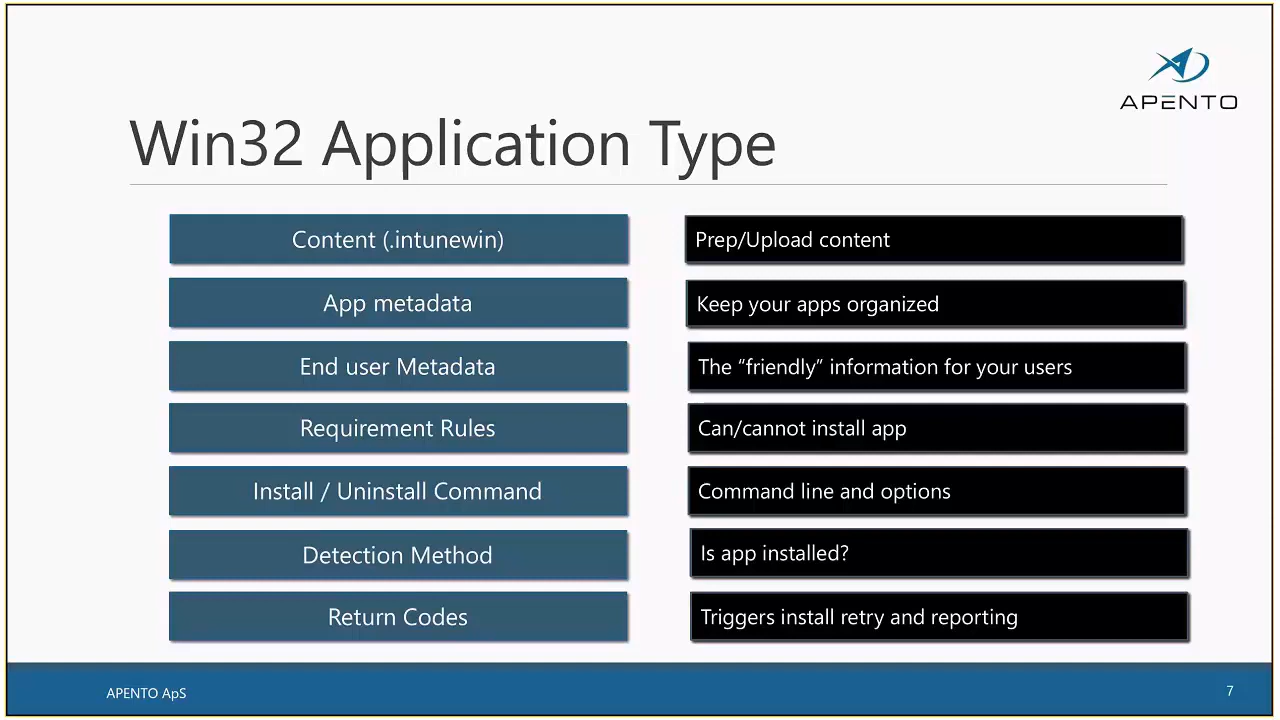 APENTO
Win32 Application Type
Content (.intunewin)
Prep/Upload content
App metadata
Keep your apps organized
End user Metadata
The “friendly” information for your users
Requirement Rules
Can/cannot install app
Install / Uninstall Command
Command line and options
Detection Method
Is app installed?
Return Codes
Triggers install retry and reporting
APENTO ApS
7